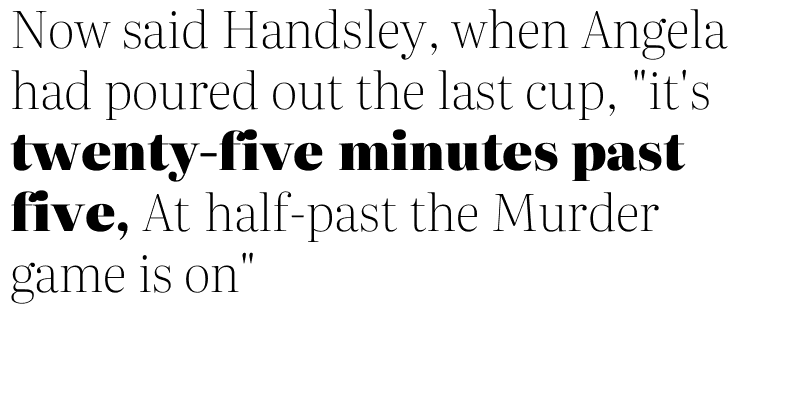 Now said Handsley, when Angela
had poured out the last cup, "it's
twenty-five minutes past
five, At half-past the Murder
game is on"